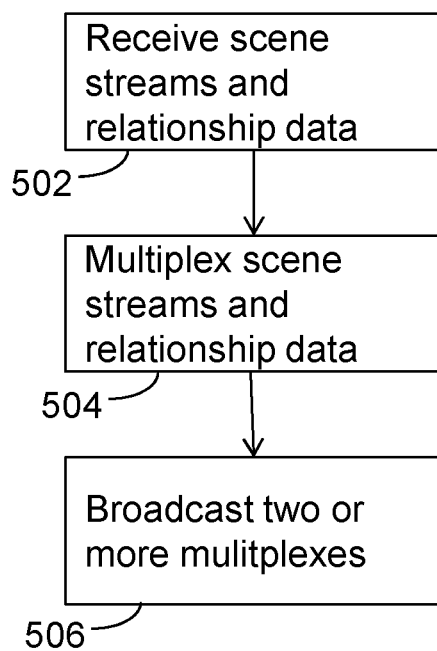 Receive scene
streams and
relationship data
502
Multiplex scene
streams and
relationship data
504
Broadcast two or
more mulitplexes
506